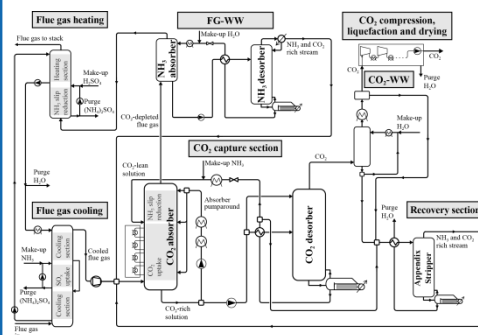 Flue gas heating
Flue gas to stack
Heating section
NH₃ slip reduction
Make-up H₂SO₄
Purge (NH₄)₂SO₄
Purge H₂O
FG-WW
NH₃ absorber
Make-up H₂O
NH₃ desorber
NH₃ and CO₂ rich stream
CO₂-depleted flue gas
CO₂ compression, liquefaction and drying
CO₂
CO₂
Purge H₂O
CO₂-WW
Make-up H₂O
CO₂ capture section
Make-up NH₃
CO₂-lean solution
NH₃ slip reduction
CO₂ absorber
CO₂ uptake
Absorber pumparound
CO₂-rich solution
CO₂
CO₂ desorber
Flue gas cooling
Cooling section
SOₓ uptake
Cooling section
Make-up NH₃
Purge (NH₄)₂SO₄
Cooled flue gas
Flue gas
Purge H₂O
Recovery section
Appendix Stripper
NH₃ and CO₂ rich stream